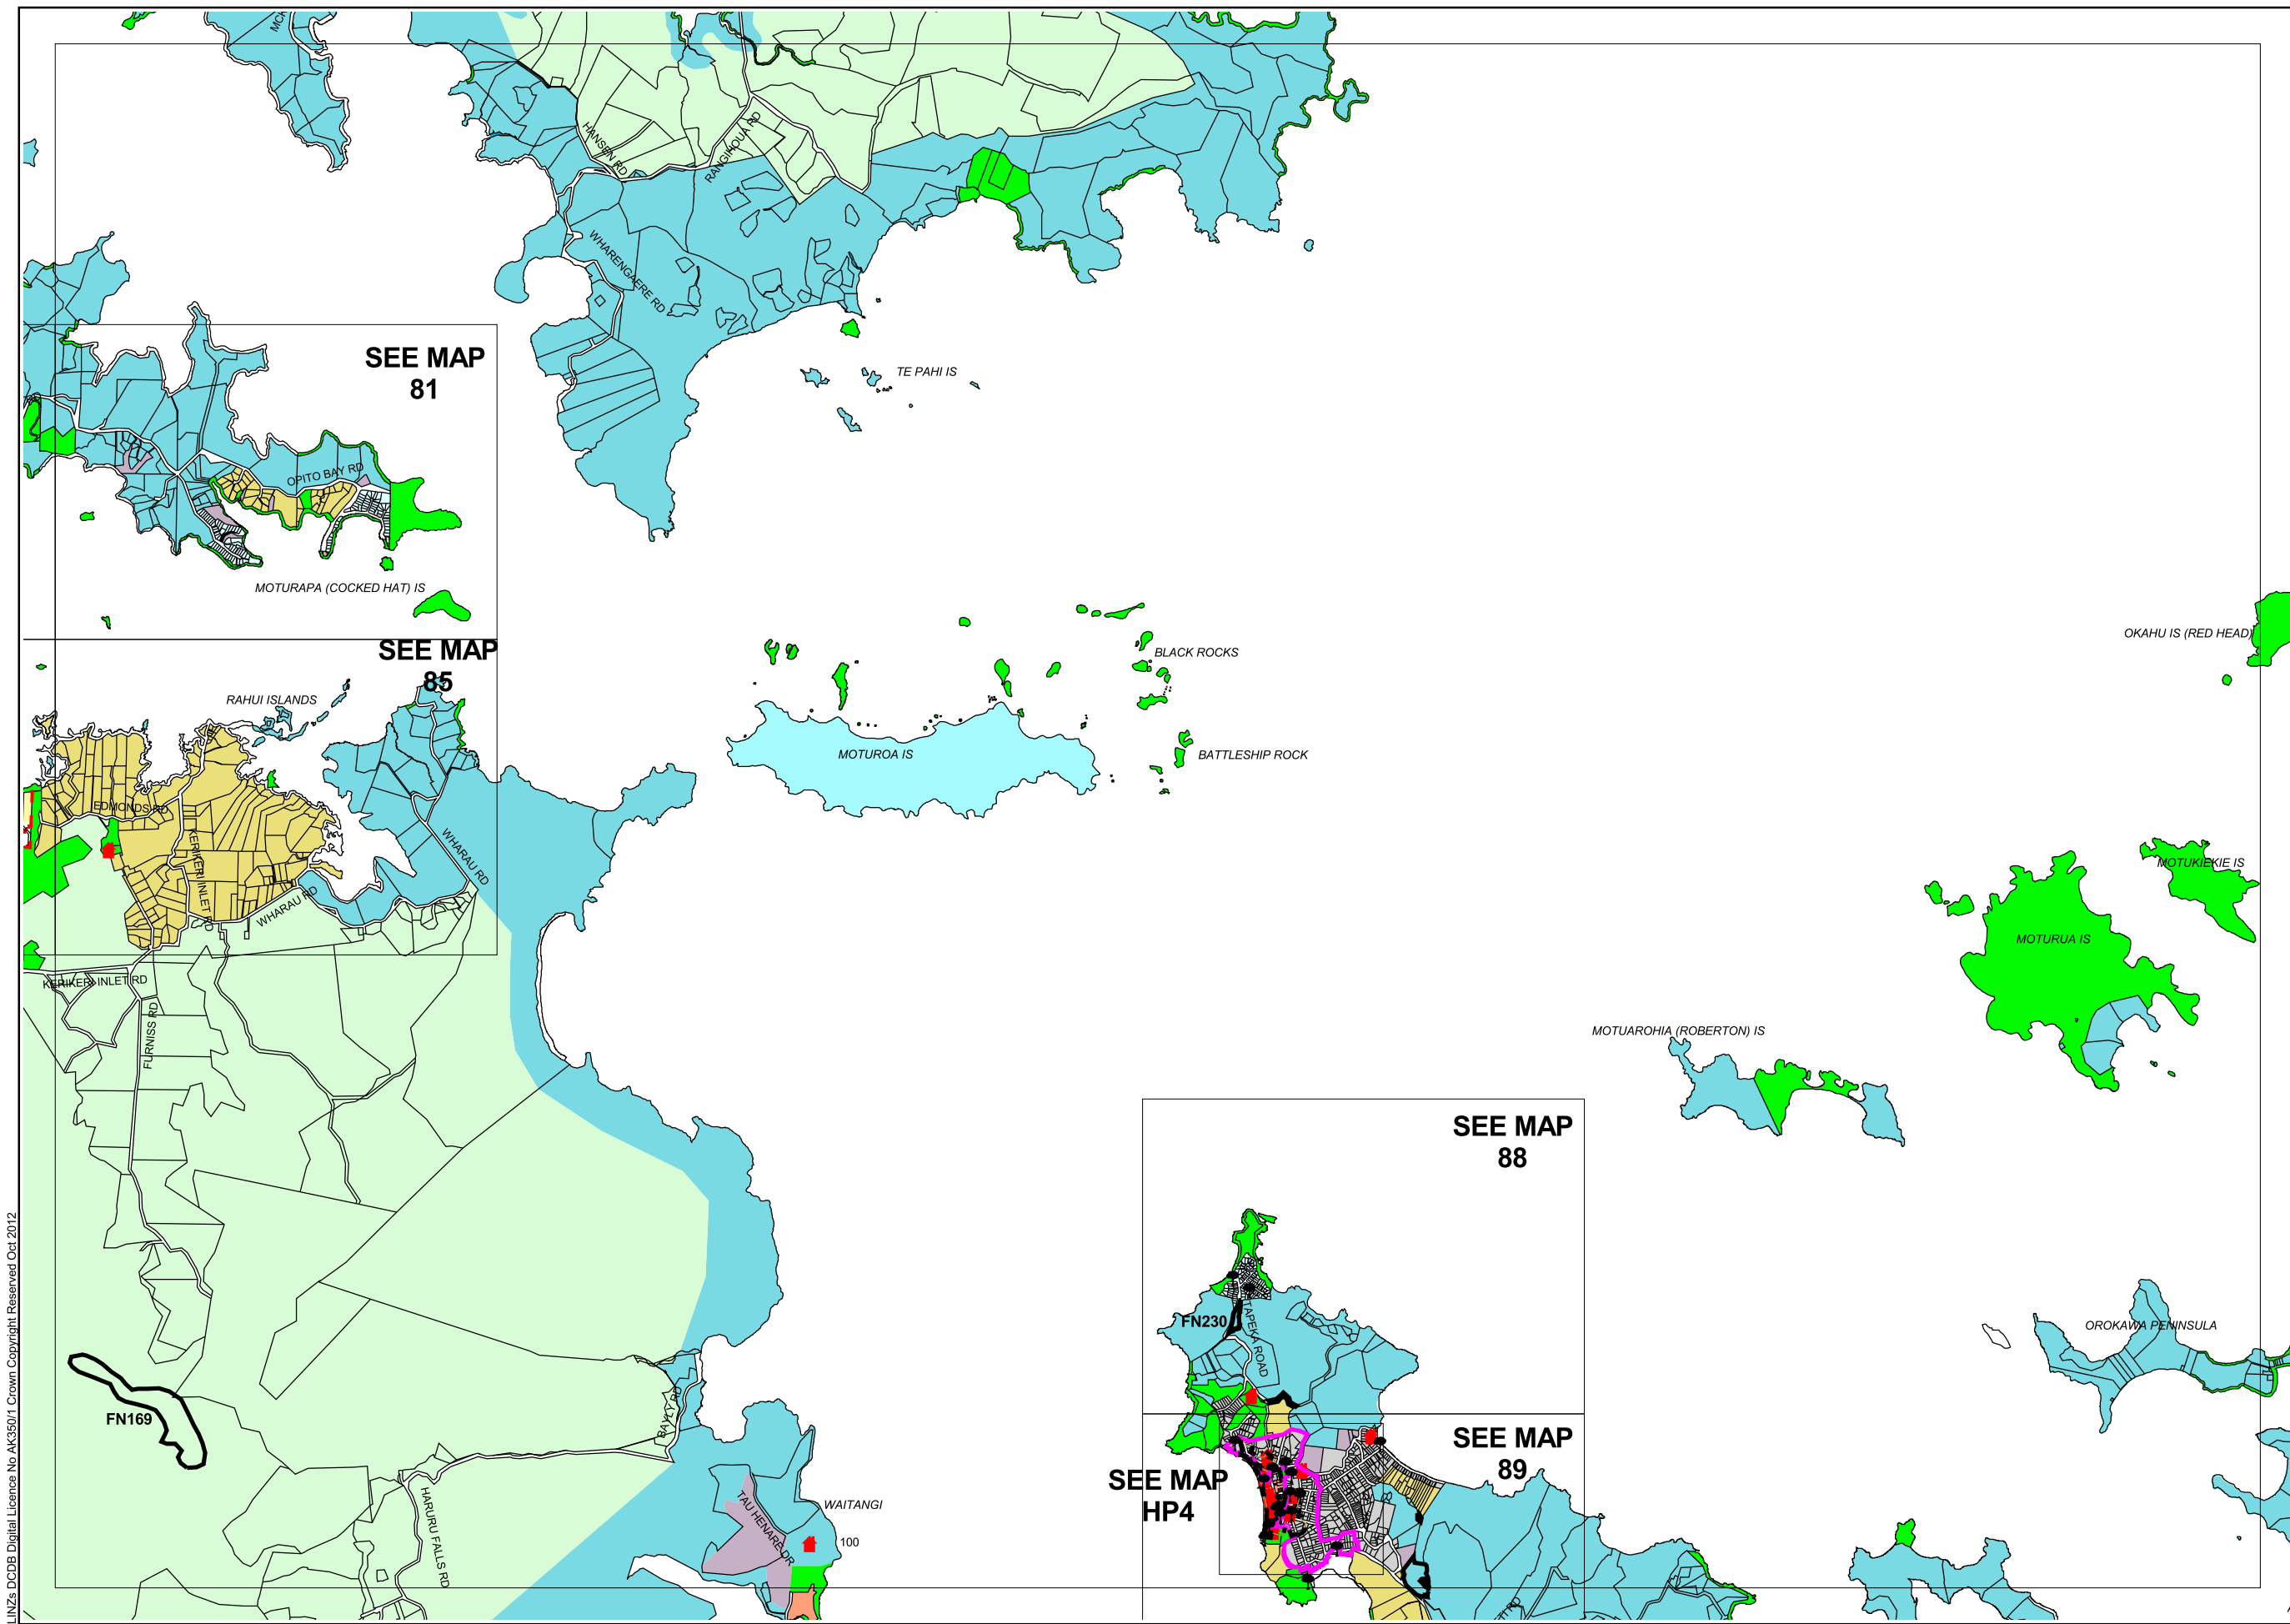 HANSEN RD
RANGIHOUA RD
WHARENGAERE RD
SEE MAP
81
TE PAHI IS
OPITO BAY RD
MOTURAPA (COCKED HAT) IS
OKAHU IS (RED HEAD)
SEE MAP
85
BLACK ROCKS
RAHUI ISLANDS
MOTUROA IS
BATTLESHIP ROCK
EDMONDS RD
KERIKERI INLET RD
WHARAU RD
WHARAU RD
MOTUKIEKIE IS
MOTURUA IS
KERIKERI INLET RD
FURNISS RD
MOTUAROHIA (ROBERTON) IS
SEE MAP
88
FN230
TAPEKA ROAD
OROKAWA PENINSULA
FN169
BAYLY RD
SEE MAP
89
SEE MAP
HP4
HARURU FALLS RD
TAU HENARE DR
WAITANGI
100
LINZs DCDB Digital Licence No AK350/1 Crown Copyright Reserved Oct 2012